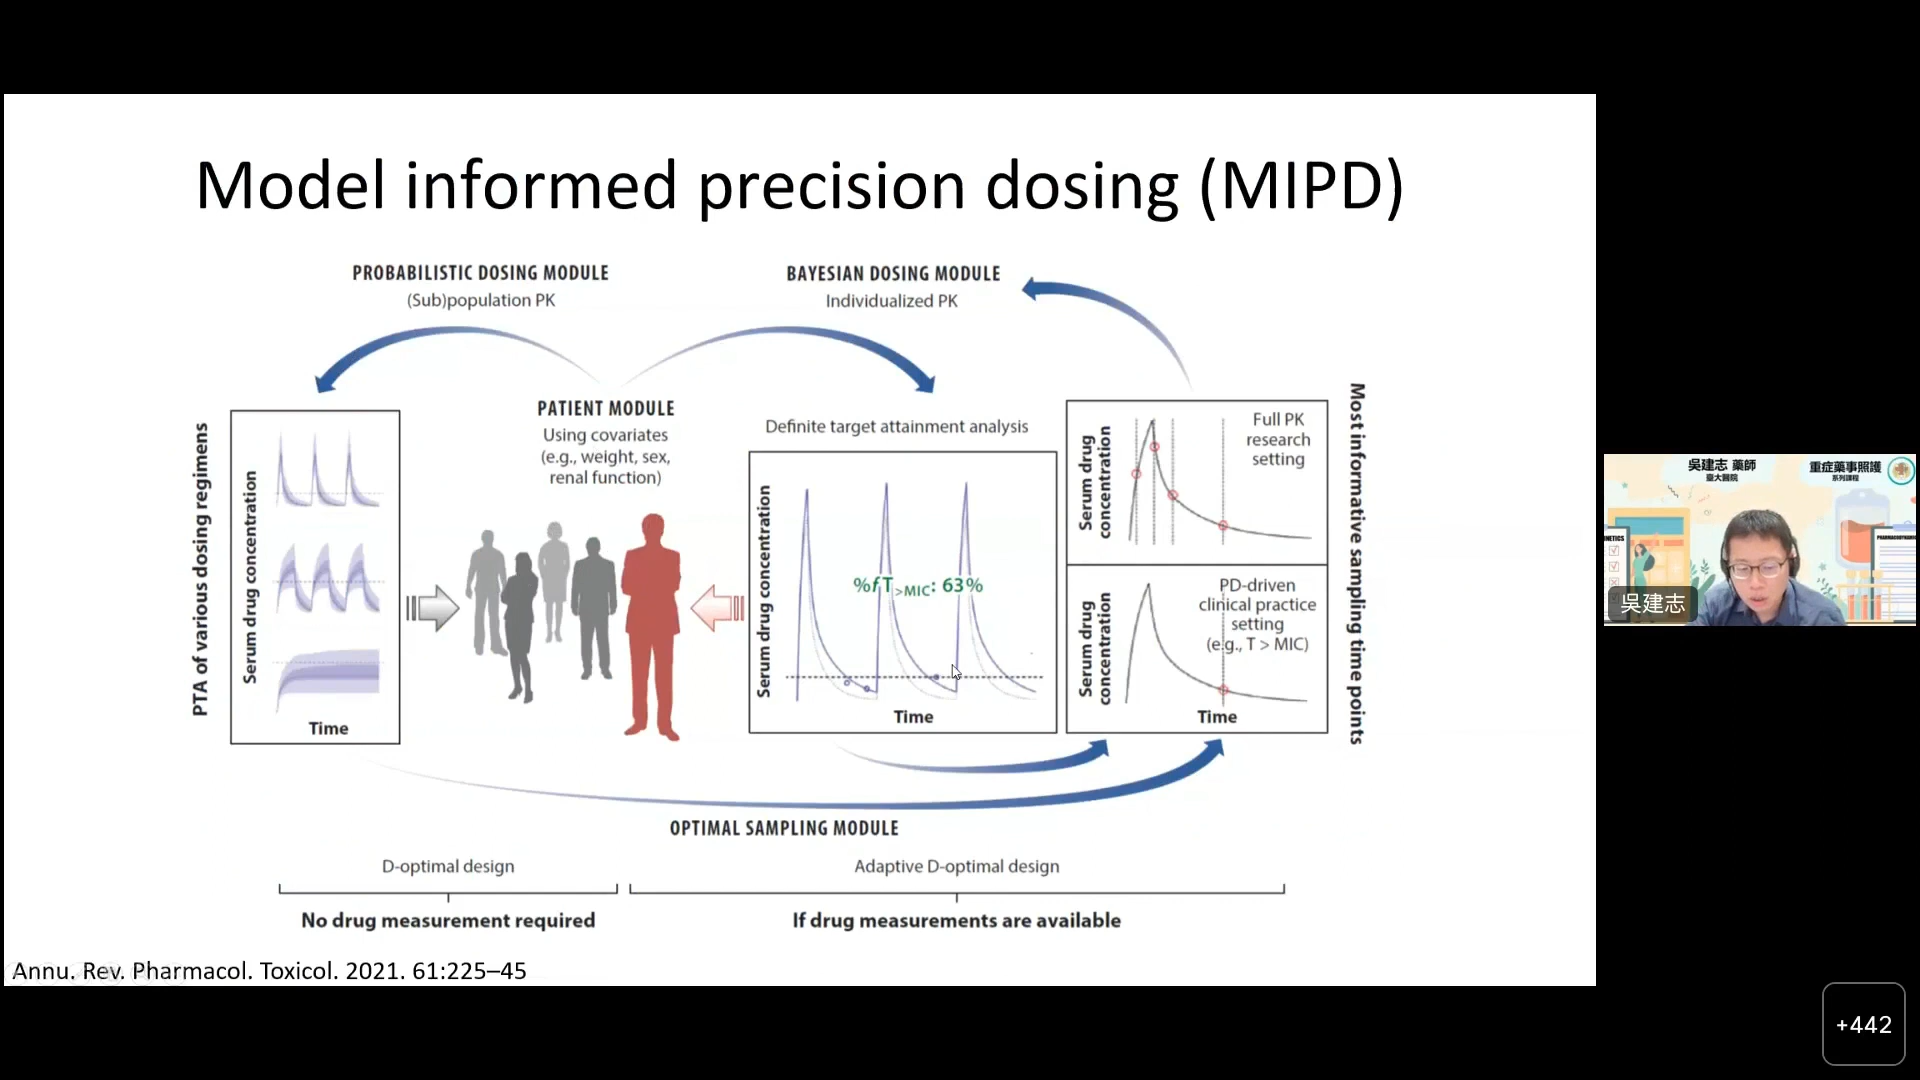 Model informed precision dosing (MIPD)
PROBABILISTIC DOSING MODULE
(Sub)population PK
BAYESIAN DOSING MODULE
Individualized PK
PTA of various dosing regimens
Serum drug concentration
Time
PATIENT MODULE
Using covariates
(e.g., weight, sex,
renal function)
Definite target attainment analysis
Serum drug concentration
%fT>MIC: 63%
Time
Serum drug
concentration
Full PK
research
setting
Serum drug
concentration
PD-driven
clinical practice
setting
(e.g., T > MIC)
Time
Most informative sampling time points
OPTIMAL SAMPLING MODULE
D-optimal design
Adaptive D-optimal design
No drug measurement required
If drug measurements are available
Annu. Rev. Pharmacol. Toxicol. 2021. 61:225–45
吳建志 藥師
臺大醫院
重症藥事照護
系列課程
吳建志
+442